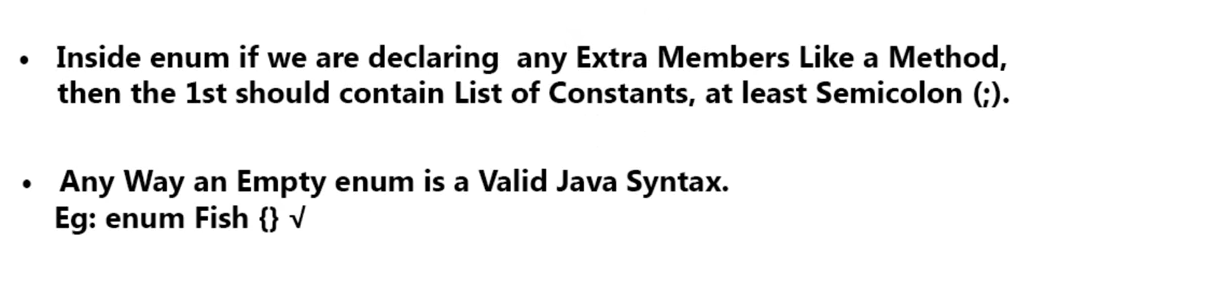 • Inside enum if we are declaring any Extra Members Like a Method,
then the 1st should contain List of Constants, at least Semicolon (;).
• Any Way an Empty enum is a Valid Java Syntax.
Eg: enum Fish {} √